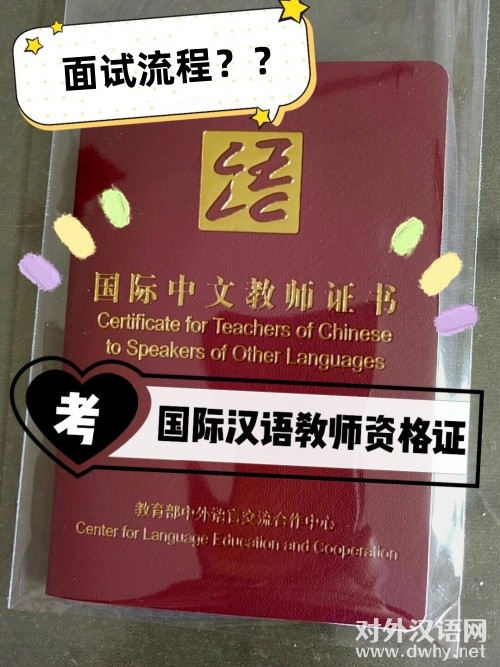 面试流程？？
语
国际中文教师证书
Certificate for Teachers of Chinese
to Speakers of Other Languages
考
国际汉语教师资格证
教育部中外语言交流合作中心
Center for Language Education and Cooperation
对外汉语网
www.dwhy.net